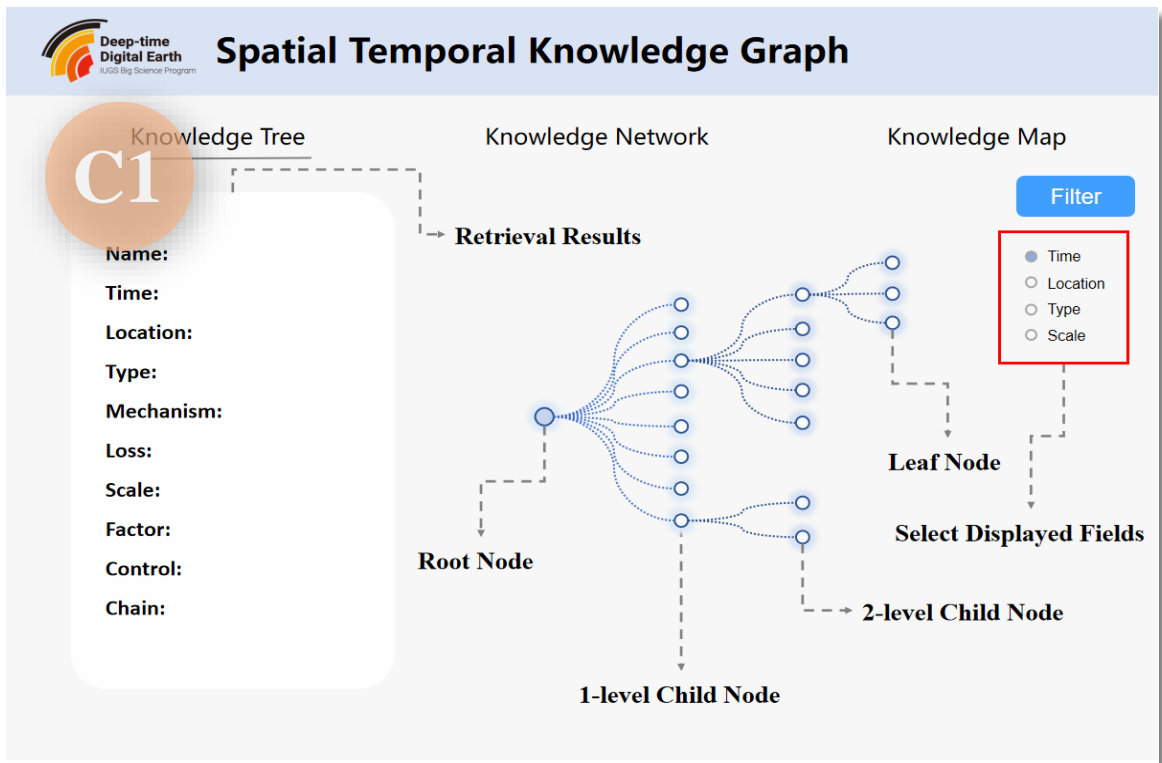 Deep-time
Digital Earth
IUGS Big Science Program
Spatial Temporal Knowledge Graph
Knowledge Tree
Knowledge Network
Knowledge Map
C1
Filter
Retrieval Results
Name:
Time:
Location:
Type:
Mechanism:
Loss:
Scale:
Factor:
Control:
Chain:
Time
Location
Type
Scale
Leaf Node
Select Displayed Fields
Root Node
2-level Child Node
1-level Child Node